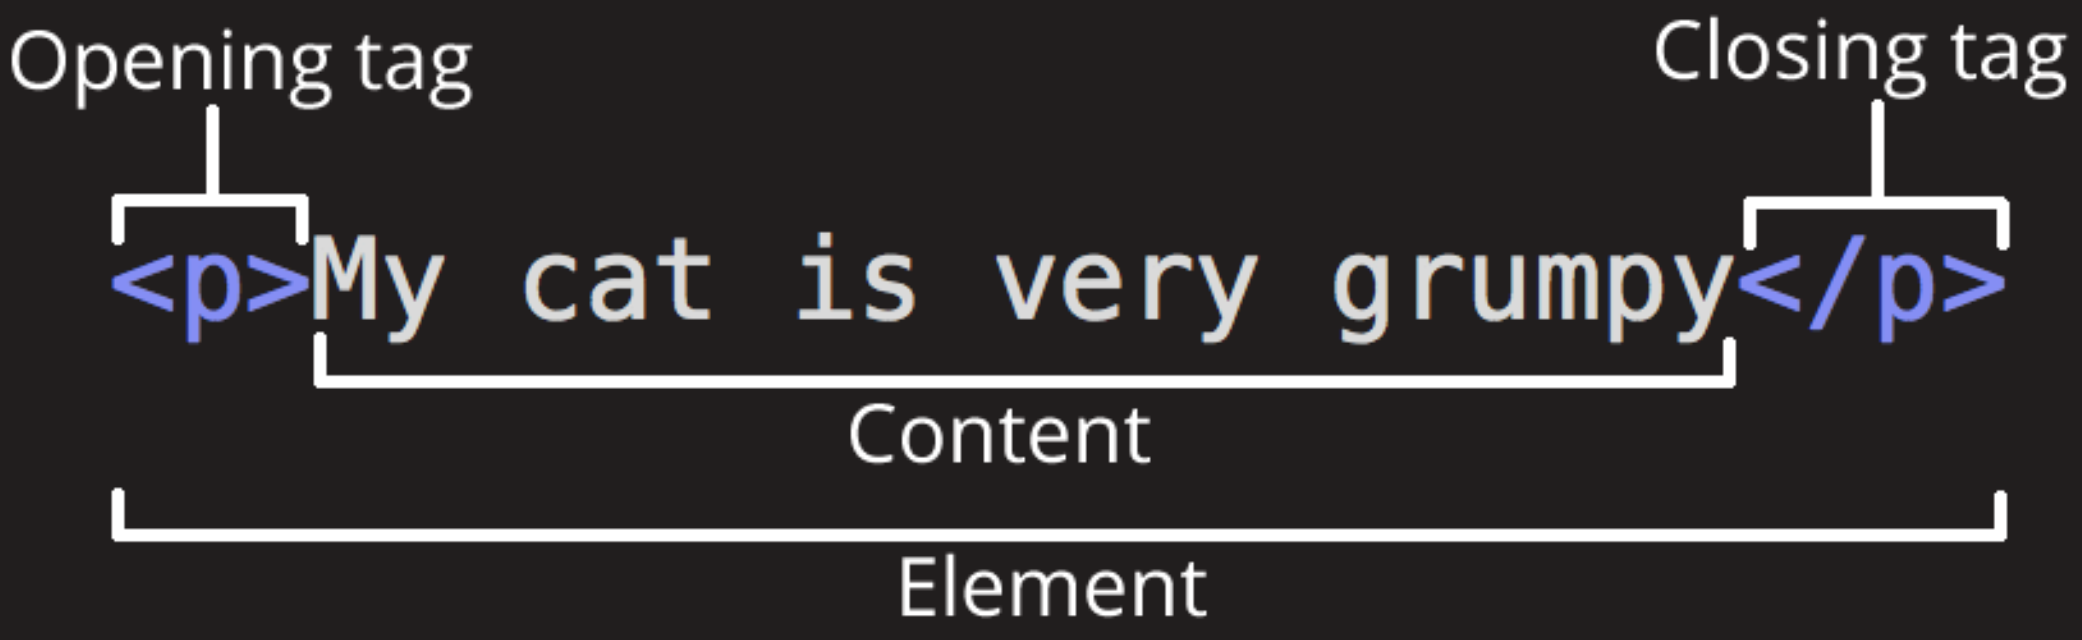 Opening tag
Closing tag
<p>My cat is very grumpy</p>
Content
Element